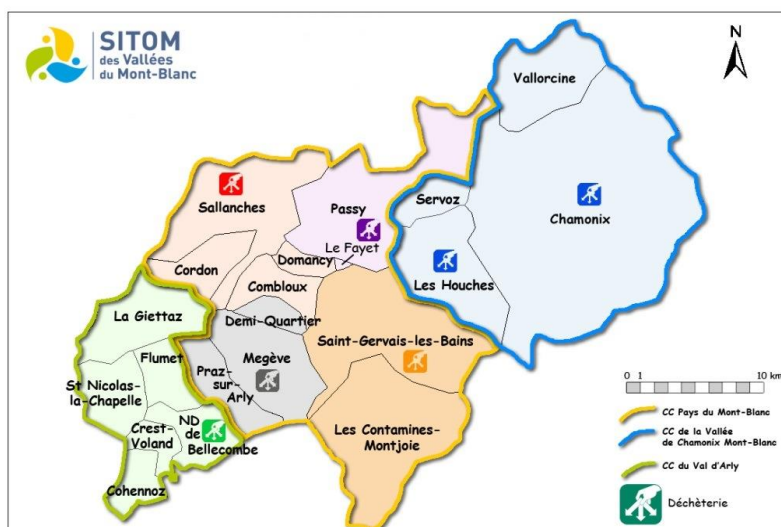 SITOM
des Vallées
du Mont-Blanc
N
Vallorcine
Chamonix
Servoz
Les Houches
Sallanches
Passy
Le Fayet
Domancy
Cordon
Combloux
Demi-Quartier
Saint-Gervais-les-Bains
Megève
Praz-
sur-
Arly
Les Contamines-
Montjoie
La Giettaz
Flumet
St Nicolas-
la-Chapelle
Crest-
Voland
ND
de
Bellecombe
Cohennoz
0 1 10 km
CC Pays du Mont-Blanc
CC de la Vallée
de Chamonix Mont-Blanc
CC du Val d'Arly
Déchèterie